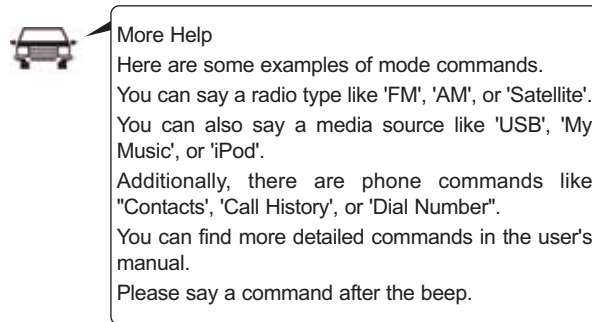 More Help
Here are some examples of mode commands.
You can say a radio type like 'FM', 'AM', or 'Satellite'.
You can also say a media source like 'USB', 'My
Music', or 'iPod'.
Additionally, there are phone commands like
"Contacts', 'Call History', or 'Dial Number".
You can find more detailed commands in the user's
manual.
Please say a command after the beep.